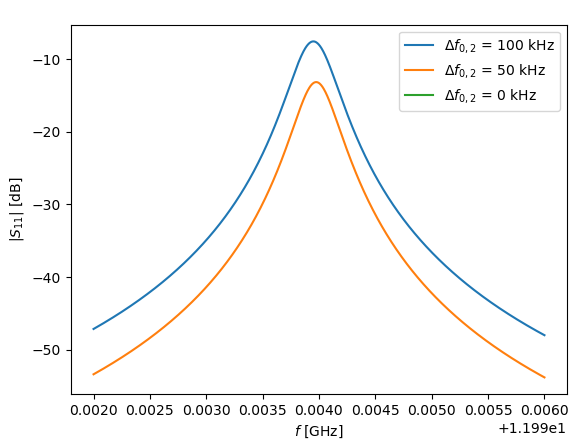 Δf0,2 = 100 kHz
Δf0,2 = 50 kHz
Δf0,2 = 0 kHz
|S11| [dB]
−10
−20
−30
−40
−50
0.0020 0.0025 0.0030 0.0035 0.0040 0.0045 0.0050 0.0055 0.0060
+1.199e1
f [GHz]